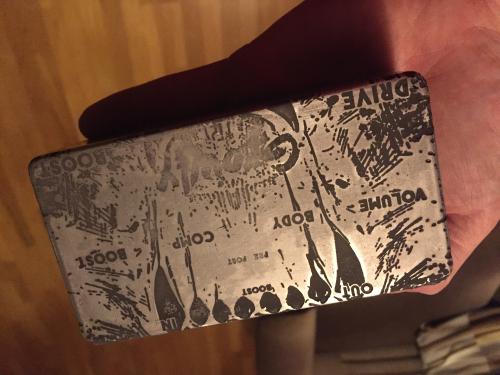 BOOST
DRIVE
< BOOST
COMP
PRE POST
BODY
VOLUME >
IN
BOOST
OUT